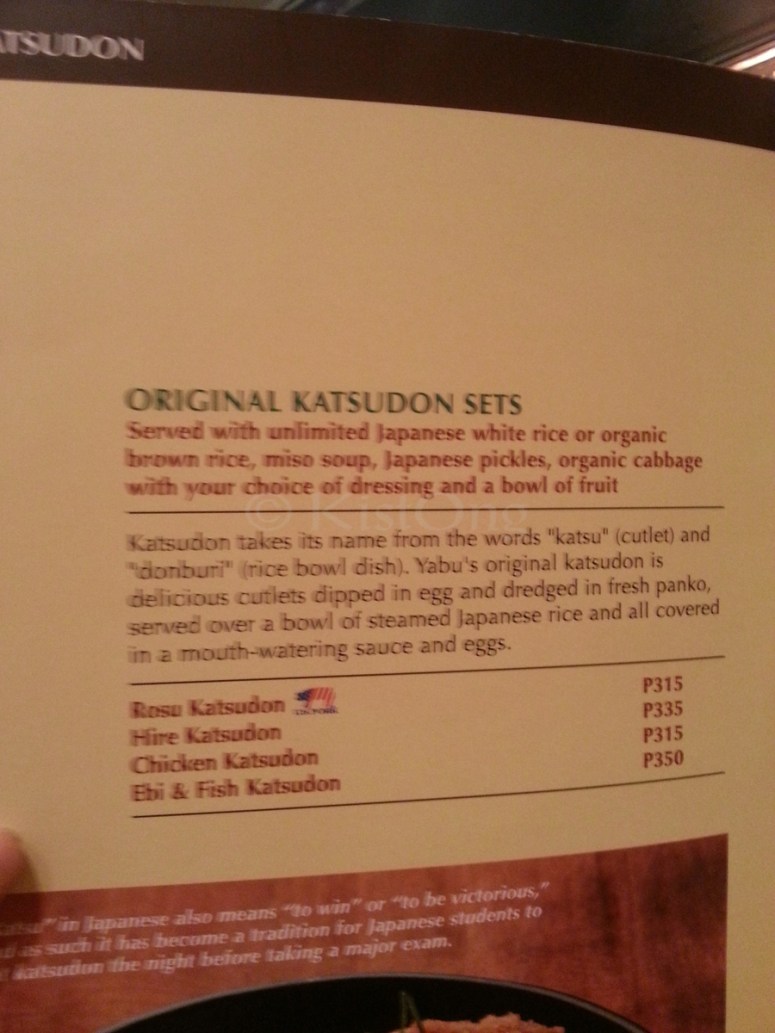 KATSUDON
ORIGINAL KATSUDON SETS
Served with unlimited Japanese white rice or organic
brown rice, miso soup, Japanese pickles, organic cabbage
with your choice of dressing and a bowl of fruit
© KistOng
Katsudon takes its name from the words "katsu" (cutlet) and
"donburi" (rice bowl dish). Yabu's original katsudon is
delicious cutlets dipped in egg and dredged in fresh panko,
served over a bowl of steamed Japanese rice and all covered
in a mouth-watering sauce and eggs.
Rosu Katsudon P315
Hire Katsudon P335
Chicken Katsudon P315
Ebi & Fish Katsudon P350
in Japanese also means "to win" or "to be victorious,"
as such it has become a tradition for Japanese students to
katsudon the night before taking a major exam.